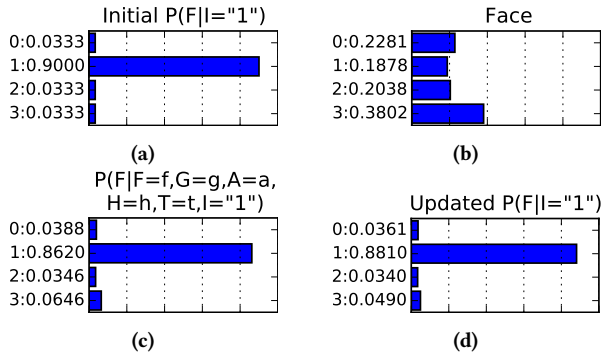 Initial P(F|I="1")
0:0.0333
1:0.9000
2:0.0333
3:0.0333
(a)
Face
0:0.2281
1:0.1878
2:0.2038
3:0.3802
(b)
P(F|F=f,G=g,A=a,
H=h,T=t,I="1")
0:0.0388
1:0.8620
2:0.0346
3:0.0646
(c)
Updated P(F|I="1")
0:0.0361
1:0.8810
2:0.0340
3:0.0490
(d)